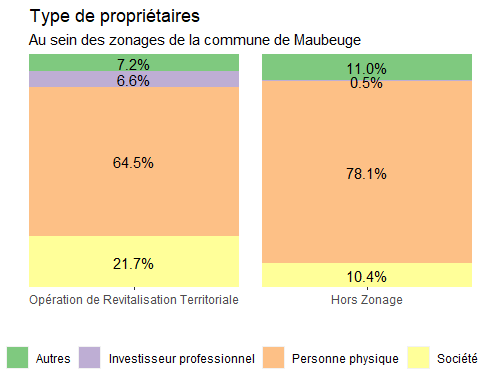 Type de propriétaires
Au sein des zonages de la commune de Maubeuge
7.2%
11.0%
6.6%
0.5%
64.5%
78.1%
21.7%
10.4%
Opération de Revitalisation Territoriale
Hors Zonage
Autres
Investisseur professionnel
Personne physique
Société